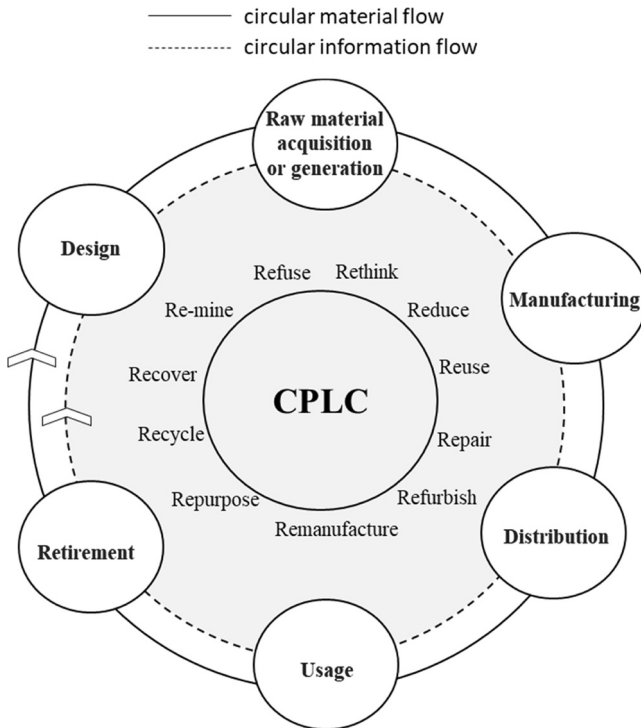 circular material flow
circular information flow
Raw material
acquisition
or generation
Design
Manufacturing
Refuse
Rethink
Re-mine
Reduce
Recover
Reuse
CPLC
Recycle
Repair
Repurpose
Refurbish
Remanufacture
Retirement
Distribution
Usage